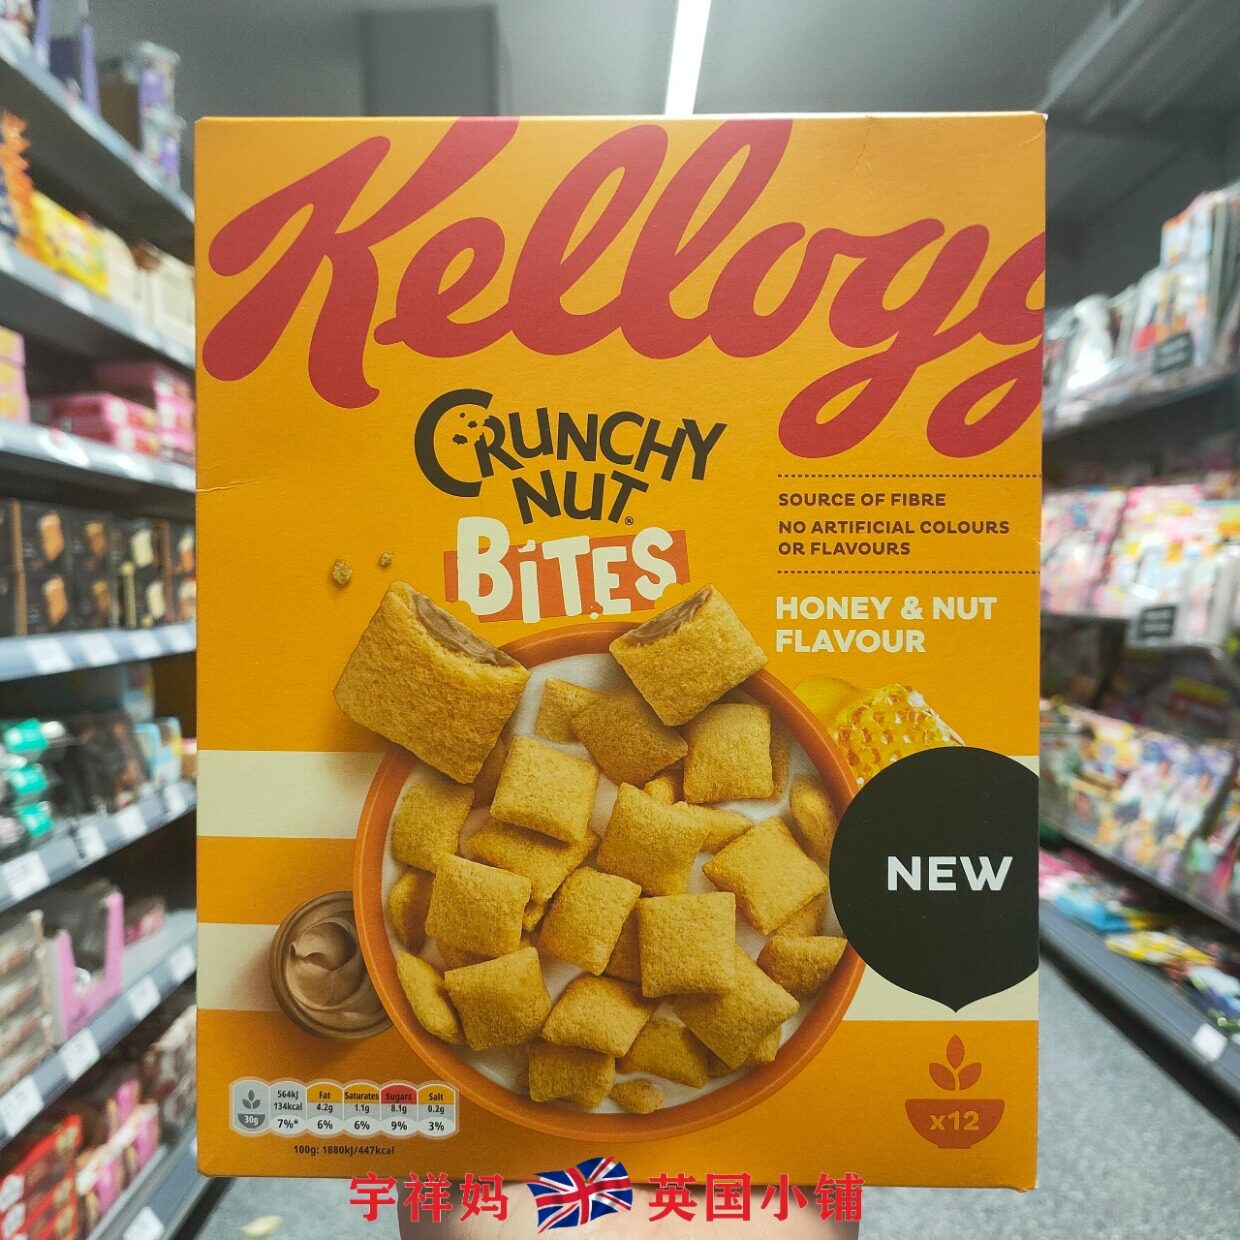 Kellogg
CRUNCHY
NUT®
BITES
SOURCE OF FIBRE
NO ARTIFICIAL COLOURS
OR FLAVOURS
HONEY & NUT
FLAVOUR
NEW
x12
30g
564kJ
134kcal
7%*
Fat
4.2g
6%
Saturates
1.1g
6%
Sugars
8.1g
9%
Salt
0.2g
3%
100g: 1880kJ/447kcal
宇祥妈 英国小铺